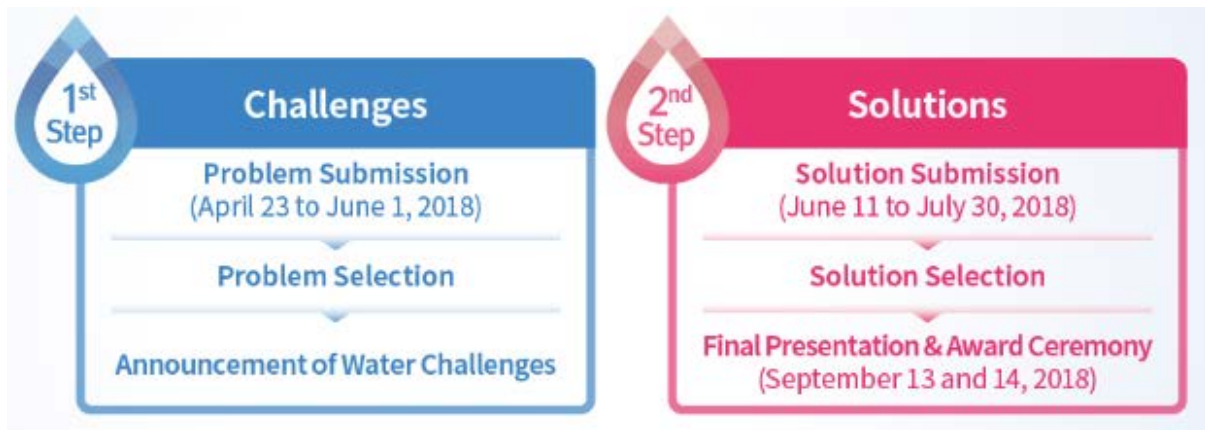 1st
Step
Challenges
Problem Submission
(April 23 to June 1, 2018)
Problem Selection
Announcement of Water Challenges
2nd
Step
Solutions
Solution Submission
(June 11 to July 30, 2018)
Solution Selection
Final Presentation & Award Ceremony
(September 13 and 14, 2018)